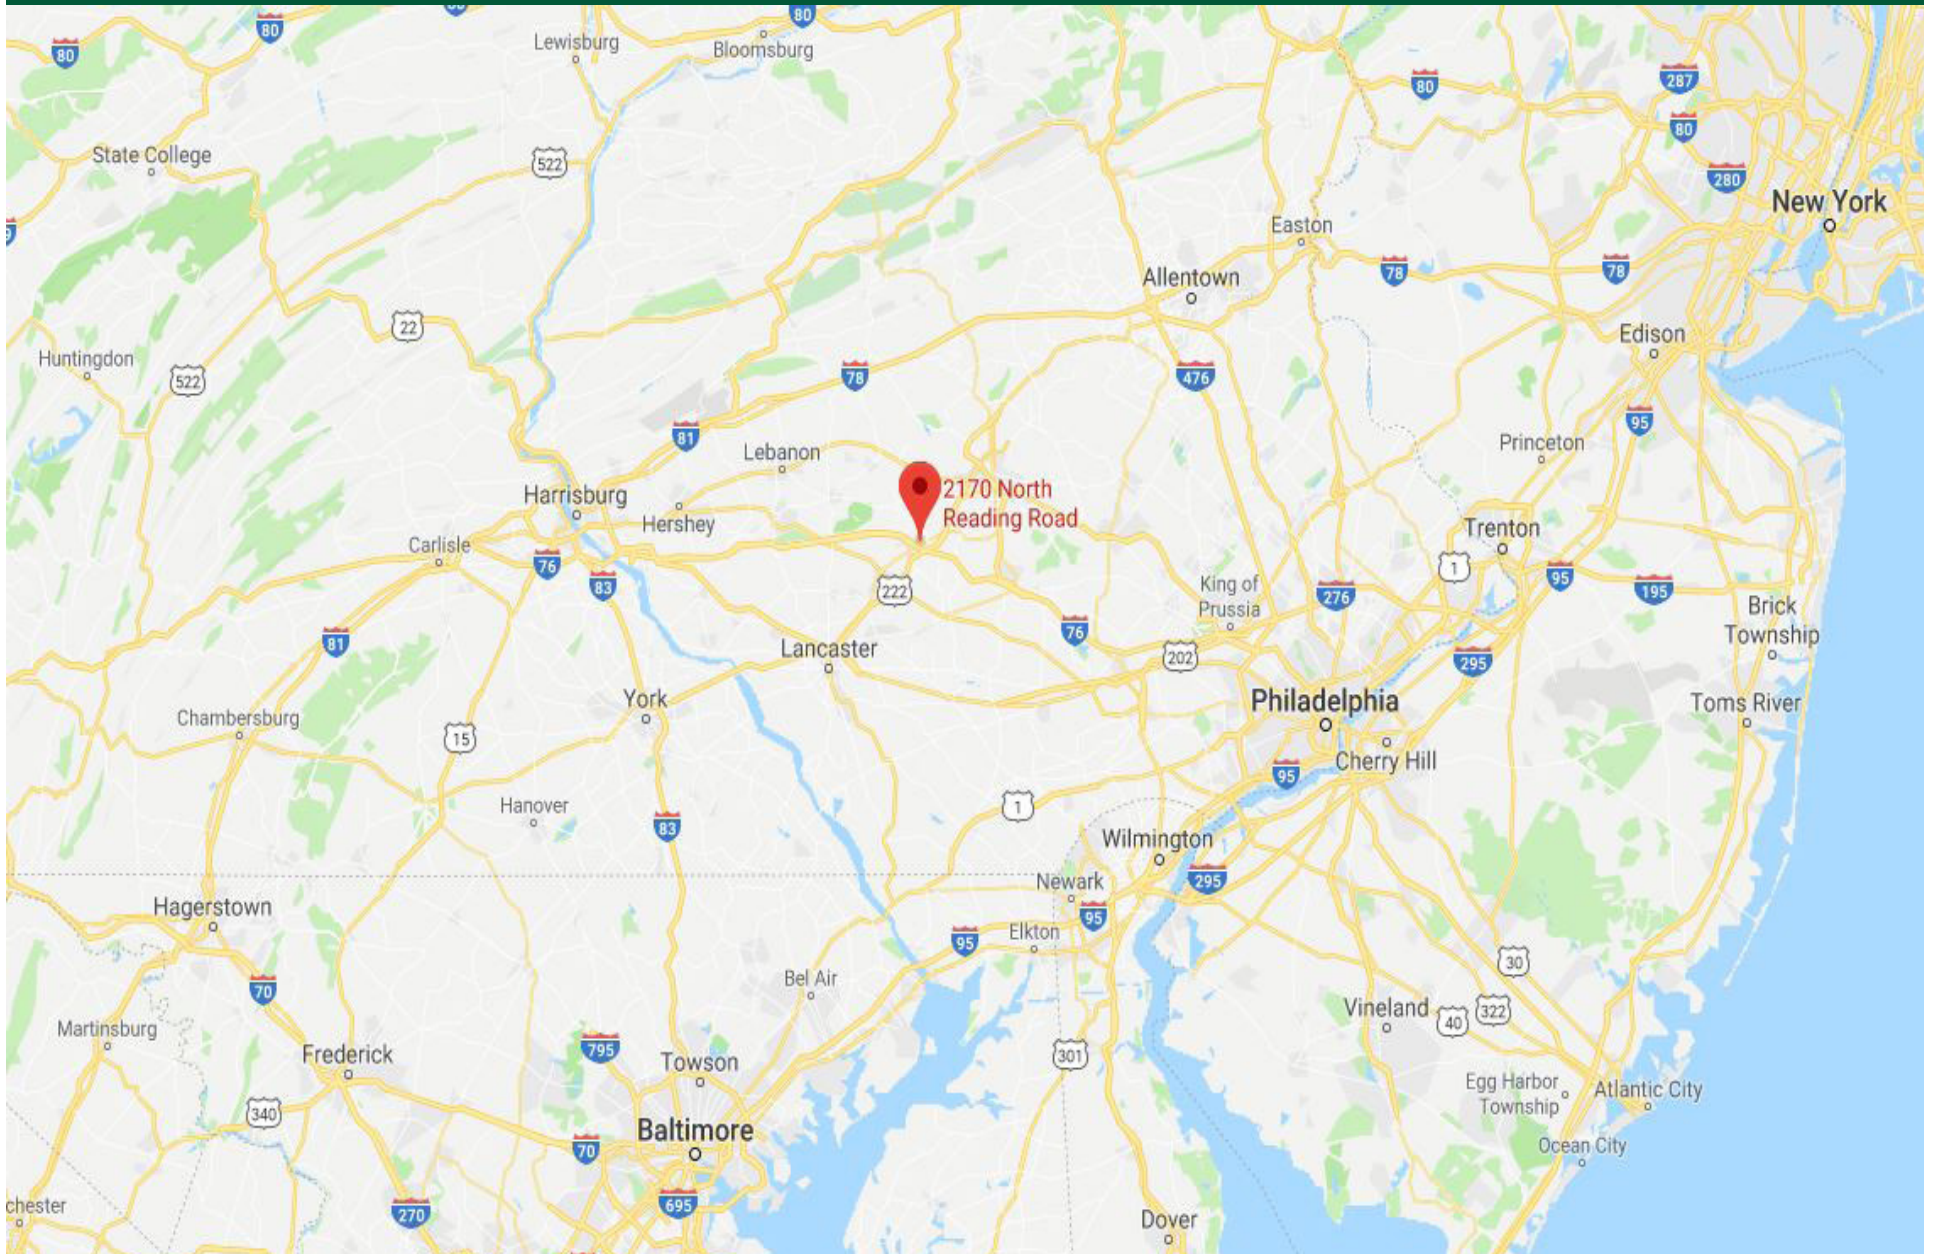 80
80
80
80
Lewisburg
Bloomsburg
287
80
80
State College
522
280
New York
Easton
Allentown
78
78
22
Edison
Huntingdon
522
78
476
81
95
Lebanon
Princeton
Harrisburg
2170 North
Reading Road
Hershey
Trenton
Carlisle
76
83
222
King of
Prussia
276
1
95
195
Brick
Township
81
76
Lancaster
202
295
York
Philadelphia
Toms River
Chambersburg
15
Cherry Hill
95
Hanover
1
83
Wilmington
295
Newark
95
Hagerstown
Elkton
95
30
Bel Air
70
Vineland
40
322
Martinsburg
795
301
Frederick
Towson
Egg Harbor
Township
Atlantic City
340
Baltimore
70
Ocean City
chester
270
695
Dover